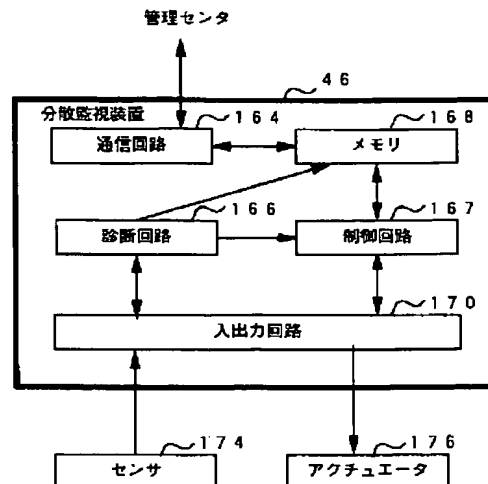 管理センタ
46
分散監視装置
164
168
通信回路
メモリ
166
167
診断回路
制御回路
170
入出力回路
174
176
センサ
アクチュエータ